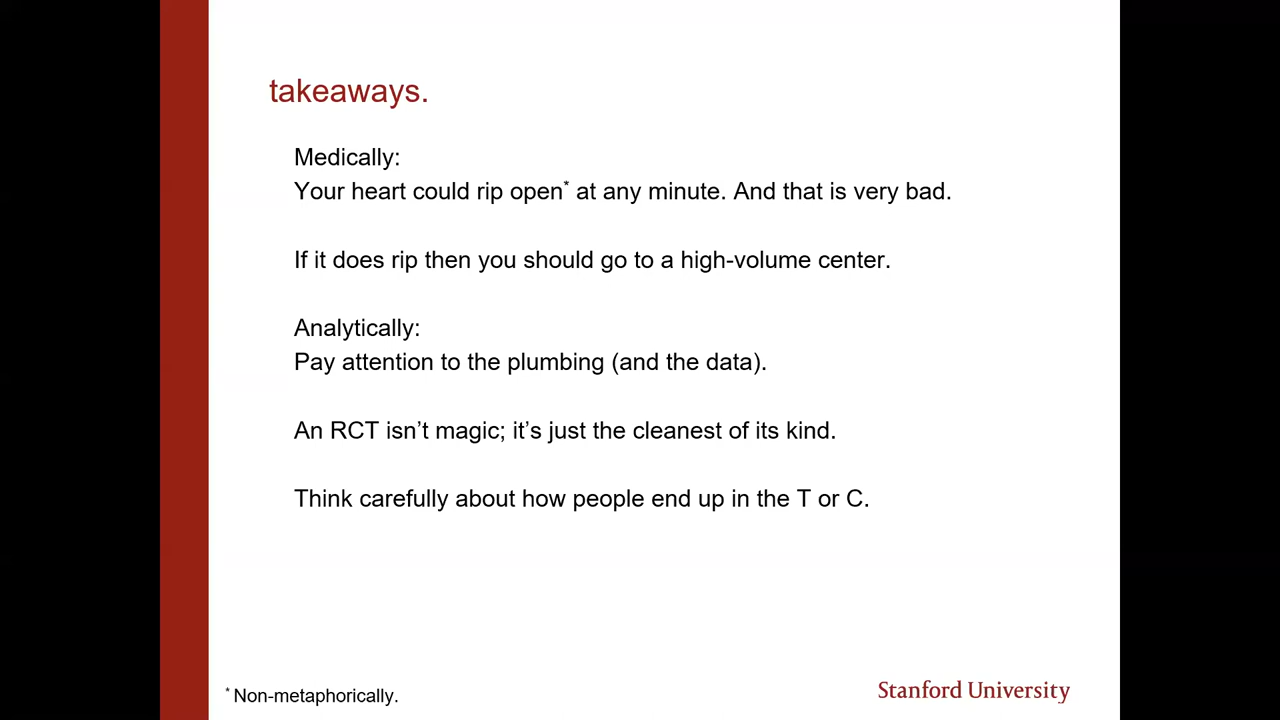 takeaways.
Medically:
Your heart could rip open* at any minute. And that is very bad.
If it does rip then you should go to a high-volume center.
Analytically:
Pay attention to the plumbing (and the data).
An RCT isn’t magic; it’s just the cleanest of its kind.
Think carefully about how people end up in the T or C.
* Non-metaphorically.
Stanford University